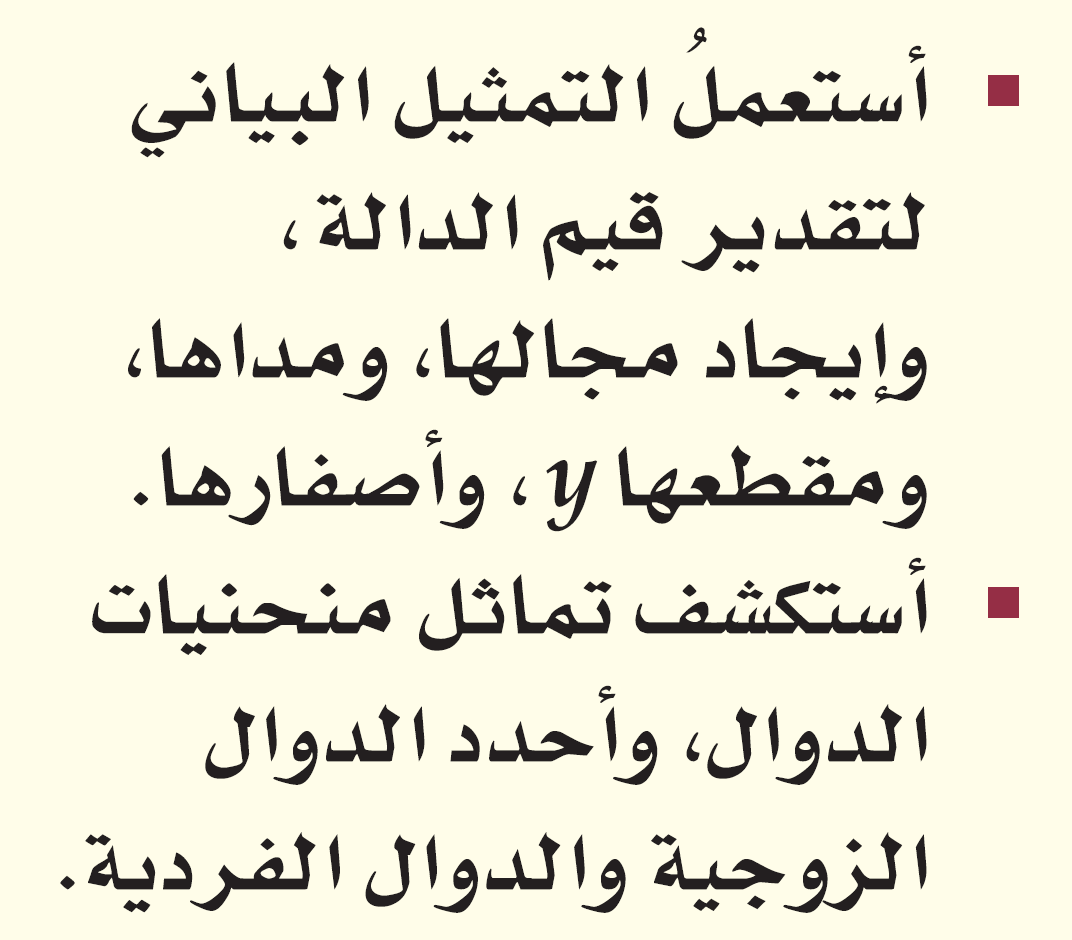 أستعملُ التمثيل البياني
لتقدير قيم الدالة ،
وإيجاد مجالها، ومداها،
ومقطعها y ، وأصفارها.
أستكشف تماثل منحنيات
الدوال، وأحدد الدوال
الزوجية والدوال الفردية.